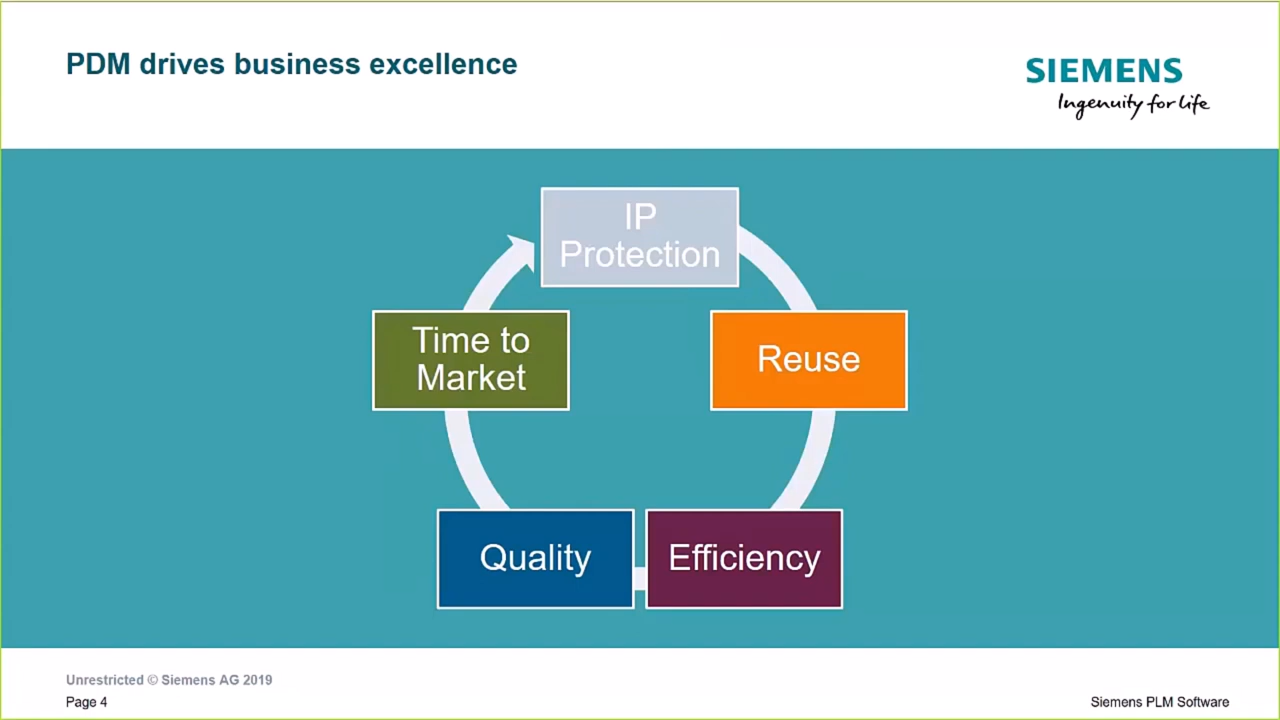 PDM drives business excellence
SIEMENS
Ingenuity for life
IP
Protection
Time to
Market
Reuse
Quality
Efficiency
Unrestricted © Siemens AG 2019
Page 4
Siemens PLM Software